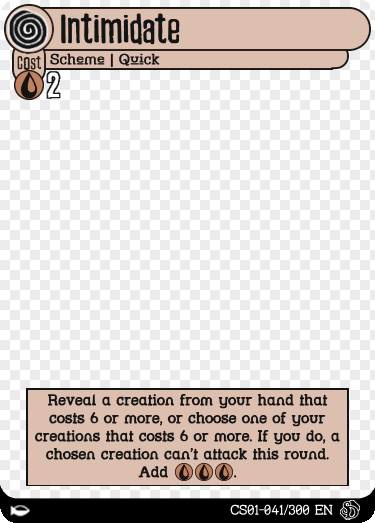 Intimidate
Cost
Scheme | Quick
2
Reveal a creation from your hand that
costs 6 or more, or choose one of your
creations that costs 6 or more. If you do, a
chosen creation can't attack this round.
Add .
CS01-041/300 EN